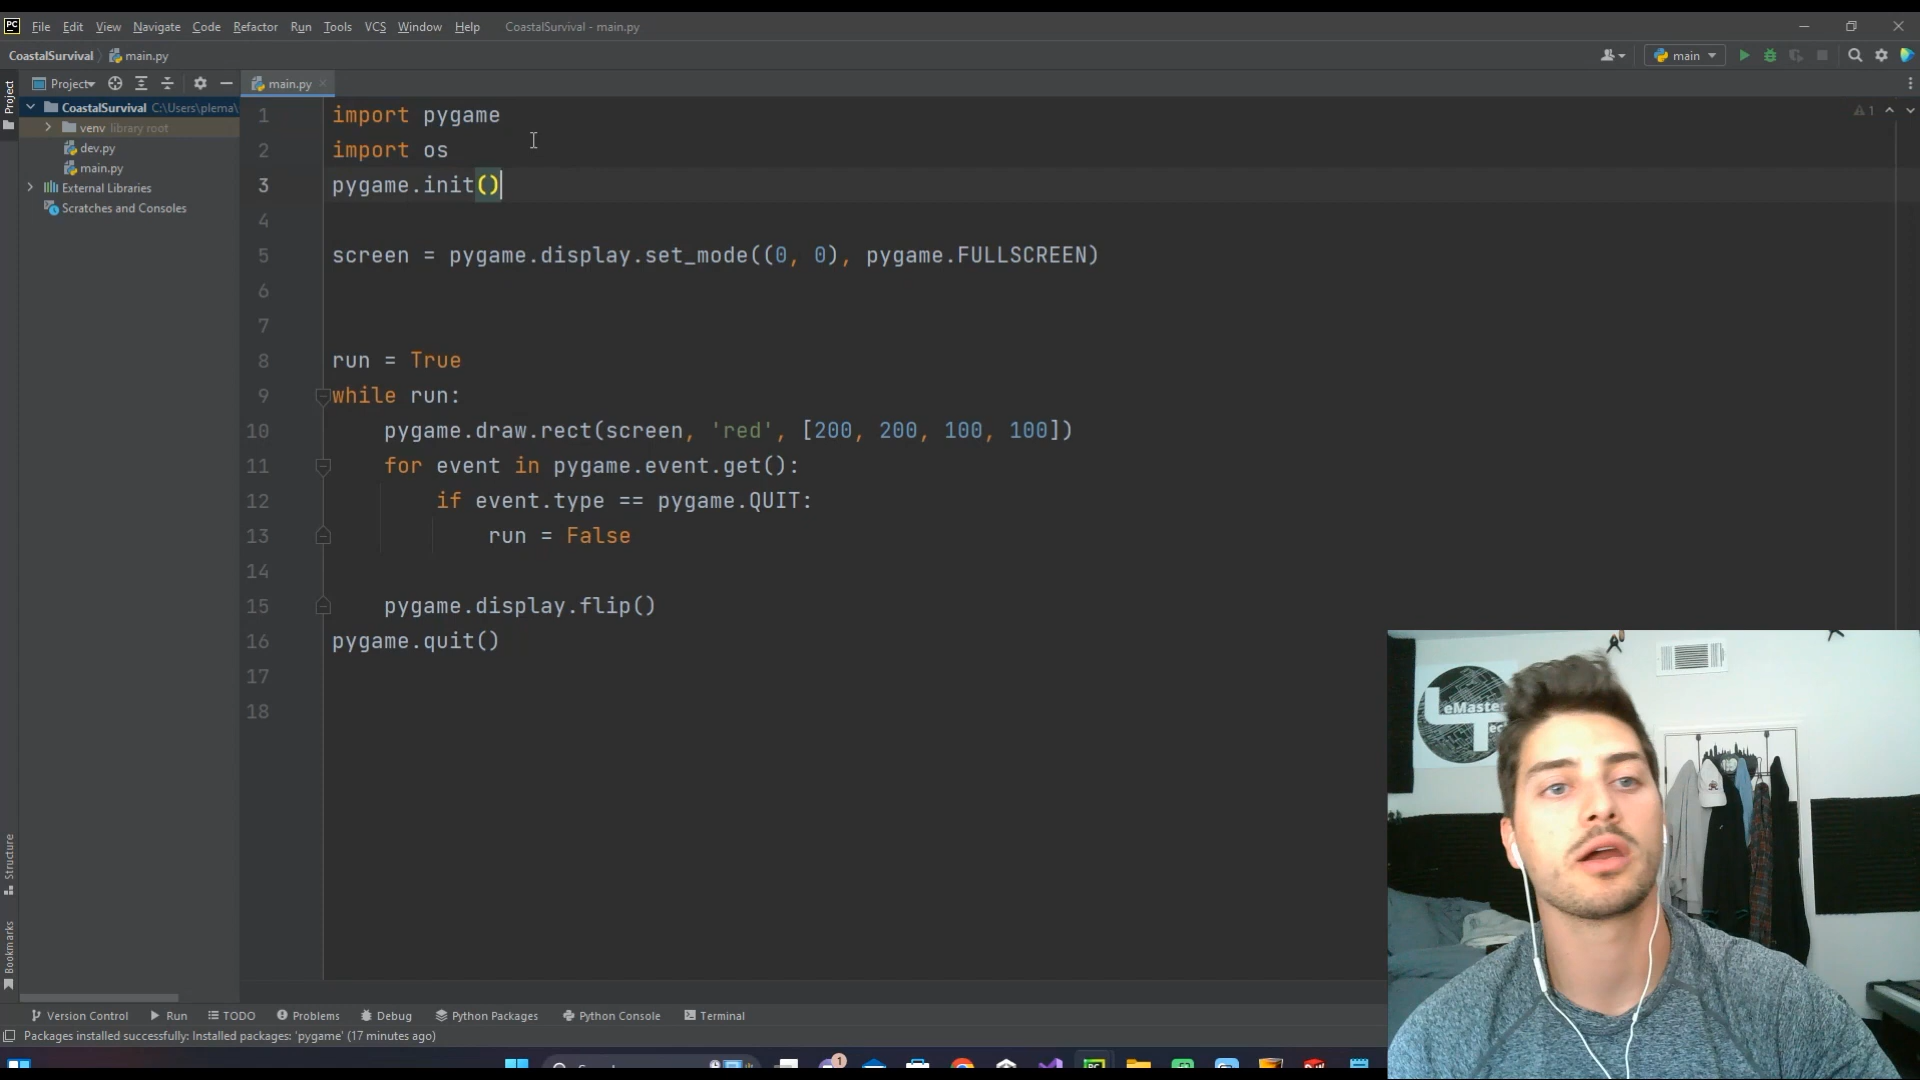 PC File Edit View Navigate Code Refactor Run Tools VCS Window Help CoastalSurvival - main.py
CoastalSurvival main.py main
Project main.py
CoastalSurvival C:\Users\plema\
venv library root
dev.py
main.py
External Libraries
Scratches and Consoles
Project
Structure
Bookmarks
1 import pygame
2 import os
3 pygame.init()
4
5 screen = pygame.display.set_mode((0, 0), pygame.FULLSCREEN)
6
7
8 run = True
9 while run:
10 pygame.draw.rect(screen, 'red', [200, 200, 100, 100])
11 for event in pygame.event.get():
12 if event.type == pygame.QUIT:
13 run = False
14
15 pygame.display.flip()
16 pygame.quit()
17
18
1
eMaster
Version Control Run TODO Problems Debug Python Packages Python Console Terminal
Packages installed successfully: Installed packages: 'pygame' (17 minutes ago)
1